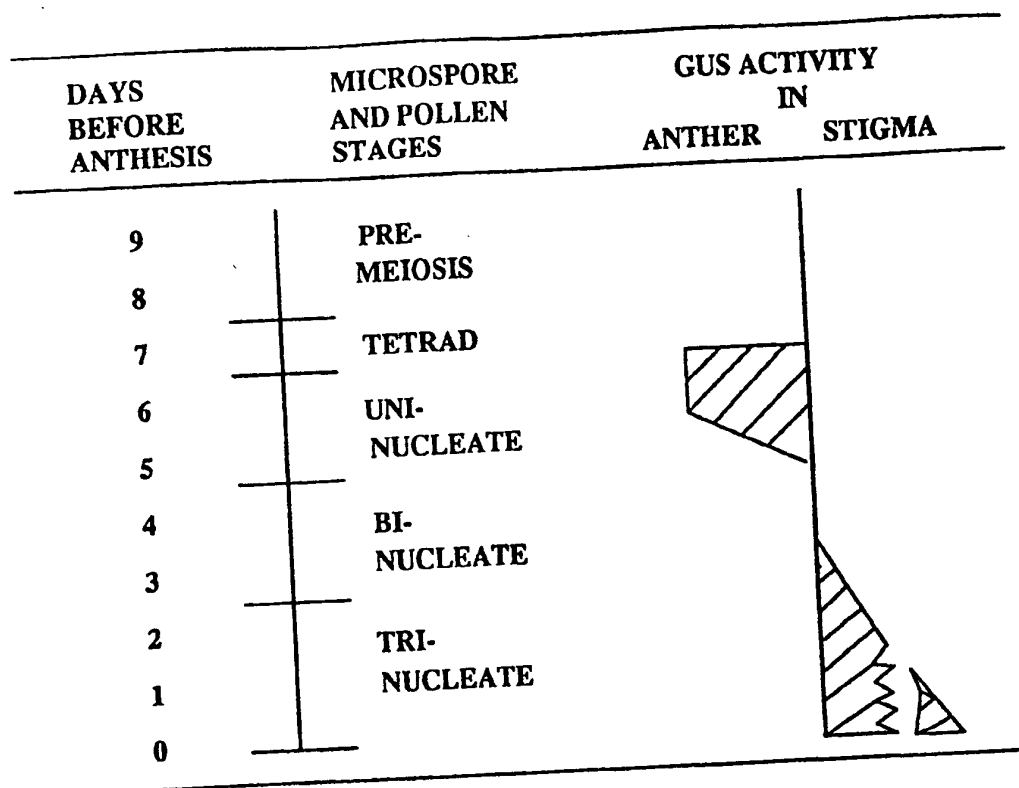 DAYS
BEFORE
ANTHESIS
MICROSPORE
AND POLLEN
STAGES
GUS ACTIVITY
IN
ANTHER STIGMA
9
8
7
6
5
4
3
2
1
0
PRE-
MEIOSIS
TETRAD
UNI-
NUCLEATE
BI-
NUCLEATE
TRI-
NUCLEATE